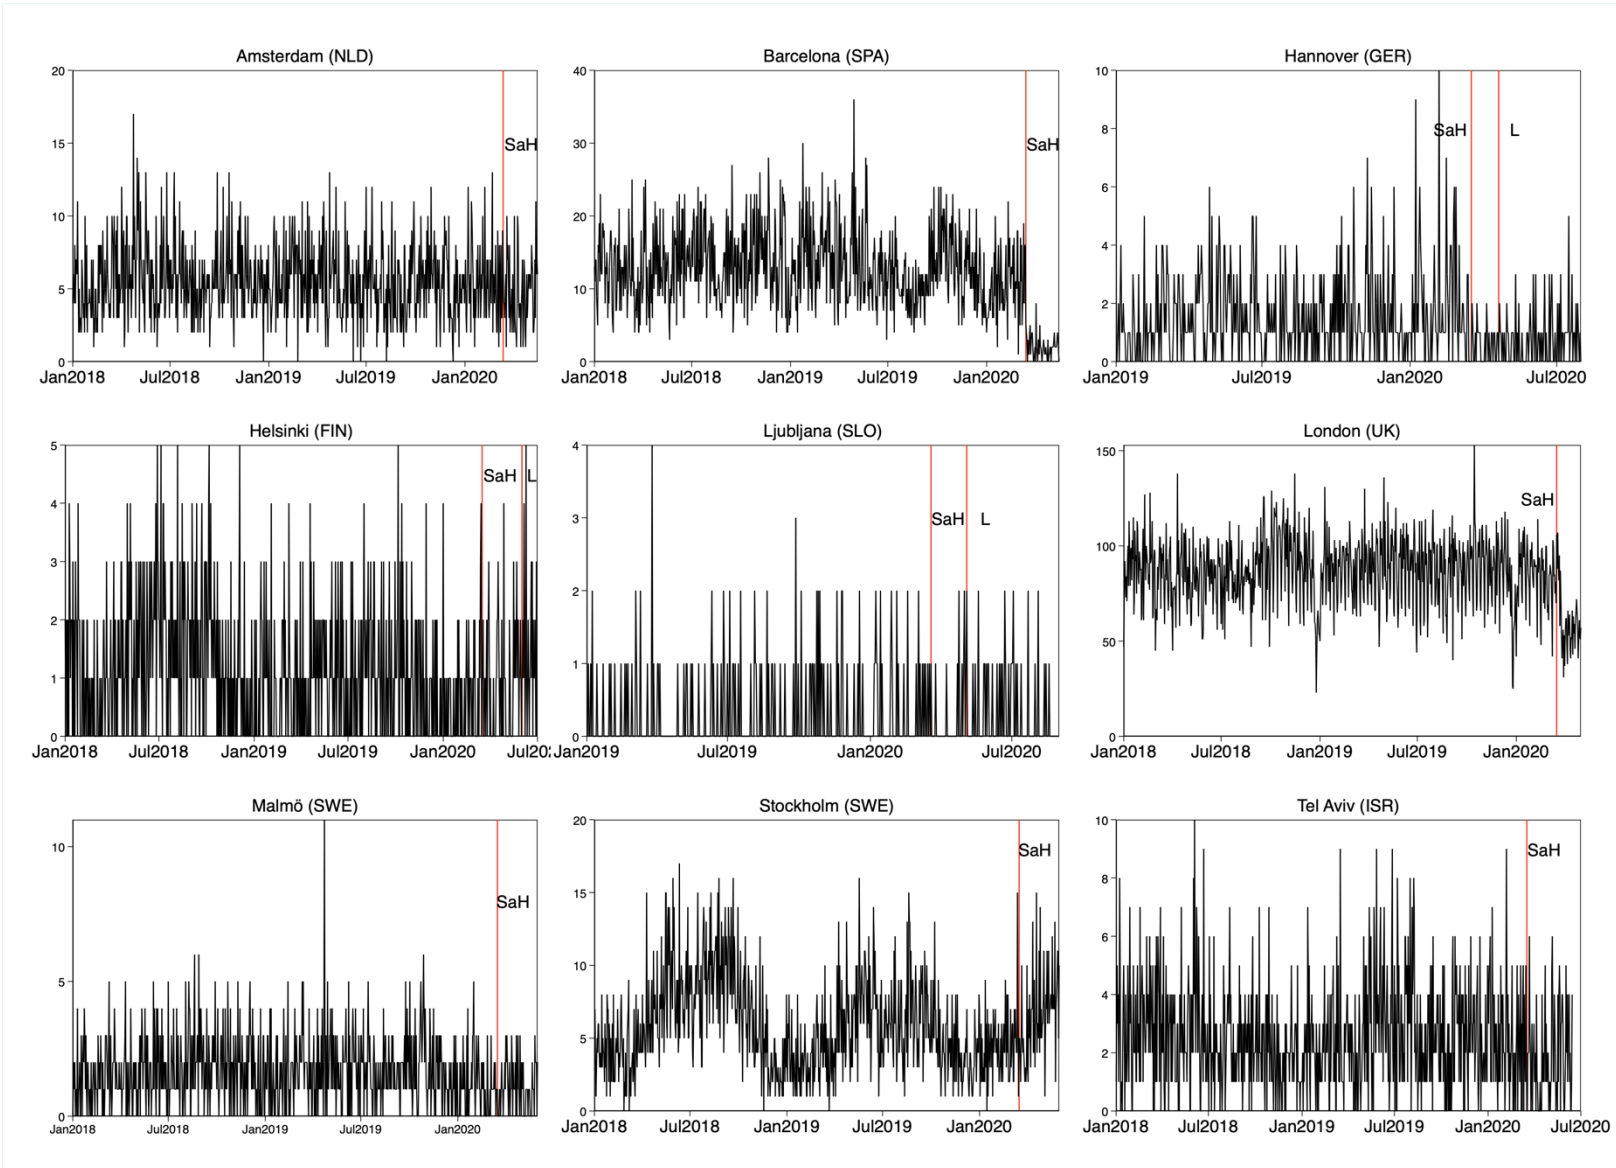 Amsterdam (NLD)
20
15
10
5
0
SaH
Jan2018 Jul2018 Jan2019 Jul2019 Jan2020
Barcelona (SPA)
40
30
20
10
0
SaH
Jan2018 Jul2018 Jan2019 Jul2019 Jan2020
Hannover (GER)
10
8
6
4
2
0
SaH L
Jan2019 Jul2019 Jan2020 Jul2020
Helsinki (FIN)
5
4
3
2
1
0
SaH L
Jan2018 Jul2018 Jan2019 Jul2019 Jan2020 Jul202
Ljubljana (SLO)
4
3
2
1
0
SaH L
Jan2019 Jul2019 Jan2020 Jul2020
London (UK)
150
100
50
0
SaH
Jan2018 Jul2018 Jan2019 Jul2019 Jan2020
Malmö (SWE)
10
5
0
SaH
Jan2018 Jul2018 Jan2019 Jul2019 Jan2020
Stockholm (SWE)
20
15
10
5
0
SaH
Jan2018 Jul2018 Jan2019 Jul2019 Jan2020
Tel Aviv (ISR)
10
8
6
4
2
0
SaH
Jan2018 Jul2018 Jan2019 Jul2019 Jan2020 Jul2020